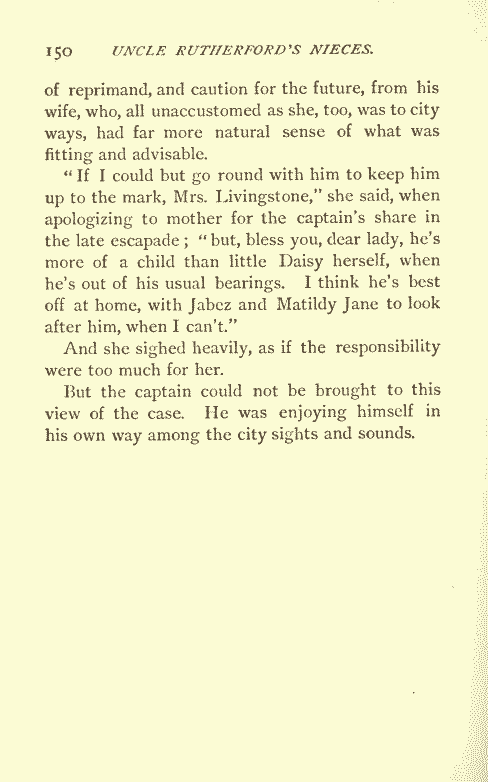 150 UNCLE RUTHERFORD'S NIECES.
of reprimand, and caution for the future, from his
wife, who, all unaccustomed as she, too, was to city
ways, had far more natural sense of what was
fitting and advisable.
"If I could but go round with him to keep him
up to the mark, Mrs. Livingstone," she said, when
apologizing to mother for the captain's share in
the late escapade; "but, bless you, dear lady, he's
more of a child than little Daisy herself, when
he's out of his usual bearings. I think he's best
off at home, with Jabez and Matildy Jane to look
after him, when I can't."
And she sighed heavily, as if the responsibility
were too much for her.
But the captain could not be brought to this
view of the case. He was enjoying himself in
his own way among the city sights and sounds.